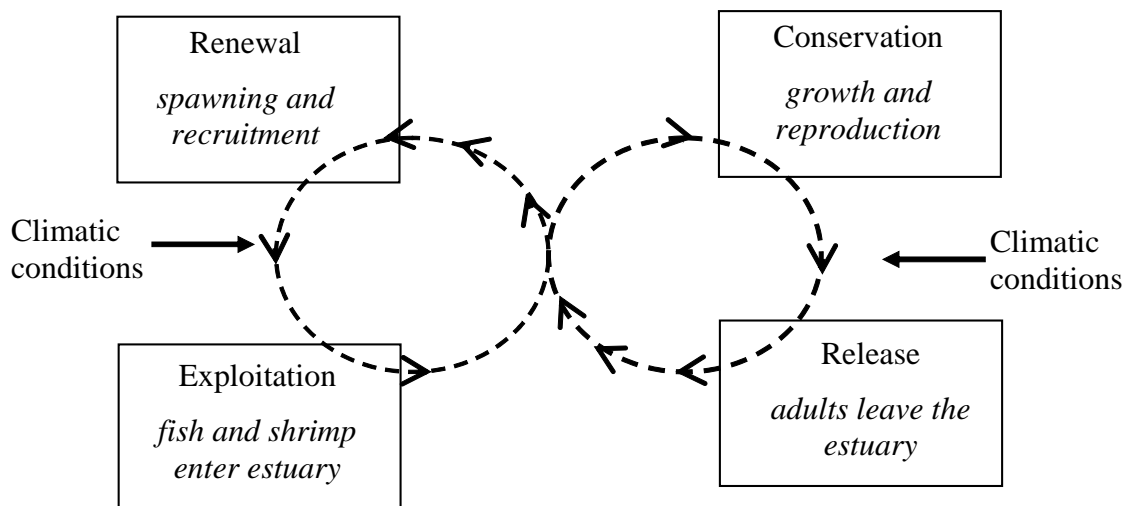 Renewal
spawning and
recruitment
Conservation
growth and
reproduction
Climatic
conditions
Climatic
conditions
Exploitation
fish and shrimp
enter estuary
Release
adults leave the
estuary